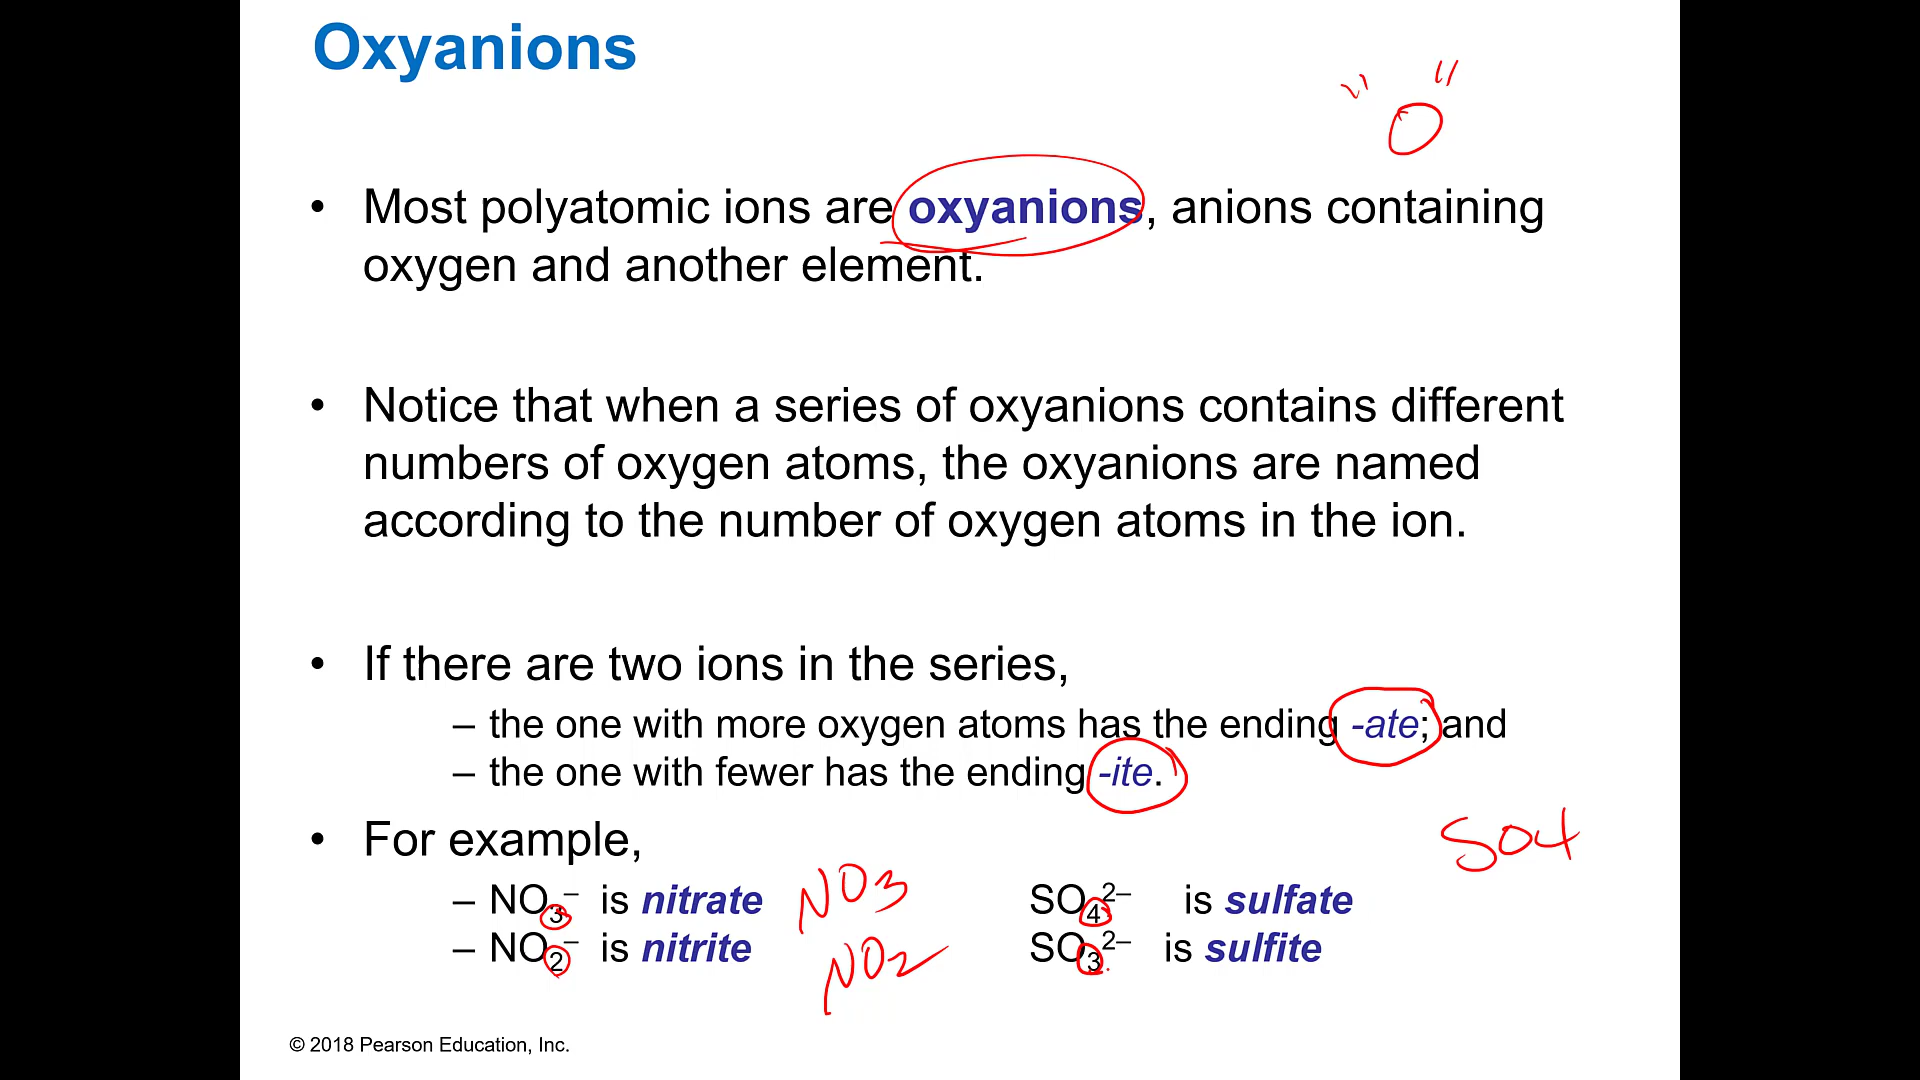 Oxyanions
" O "
• Most polyatomic ions are oxyanions, anions containing
oxygen and another element.
• Notice that when a series of oxyanions contains different
numbers of oxygen atoms, the oxyanions are named
according to the number of oxygen atoms in the ion.
• If there are two ions in the series,
– the one with more oxygen atoms has the ending -ate; and
– the one with fewer has the ending -ite.
SO4
• For example,
– NO₃⁻ is nitrate NO3 SO₄²⁻ is sulfate
– NO₂⁻ is nitrite NO2 SO₃²⁻ is sulfite
© 2018 Pearson Education, Inc.